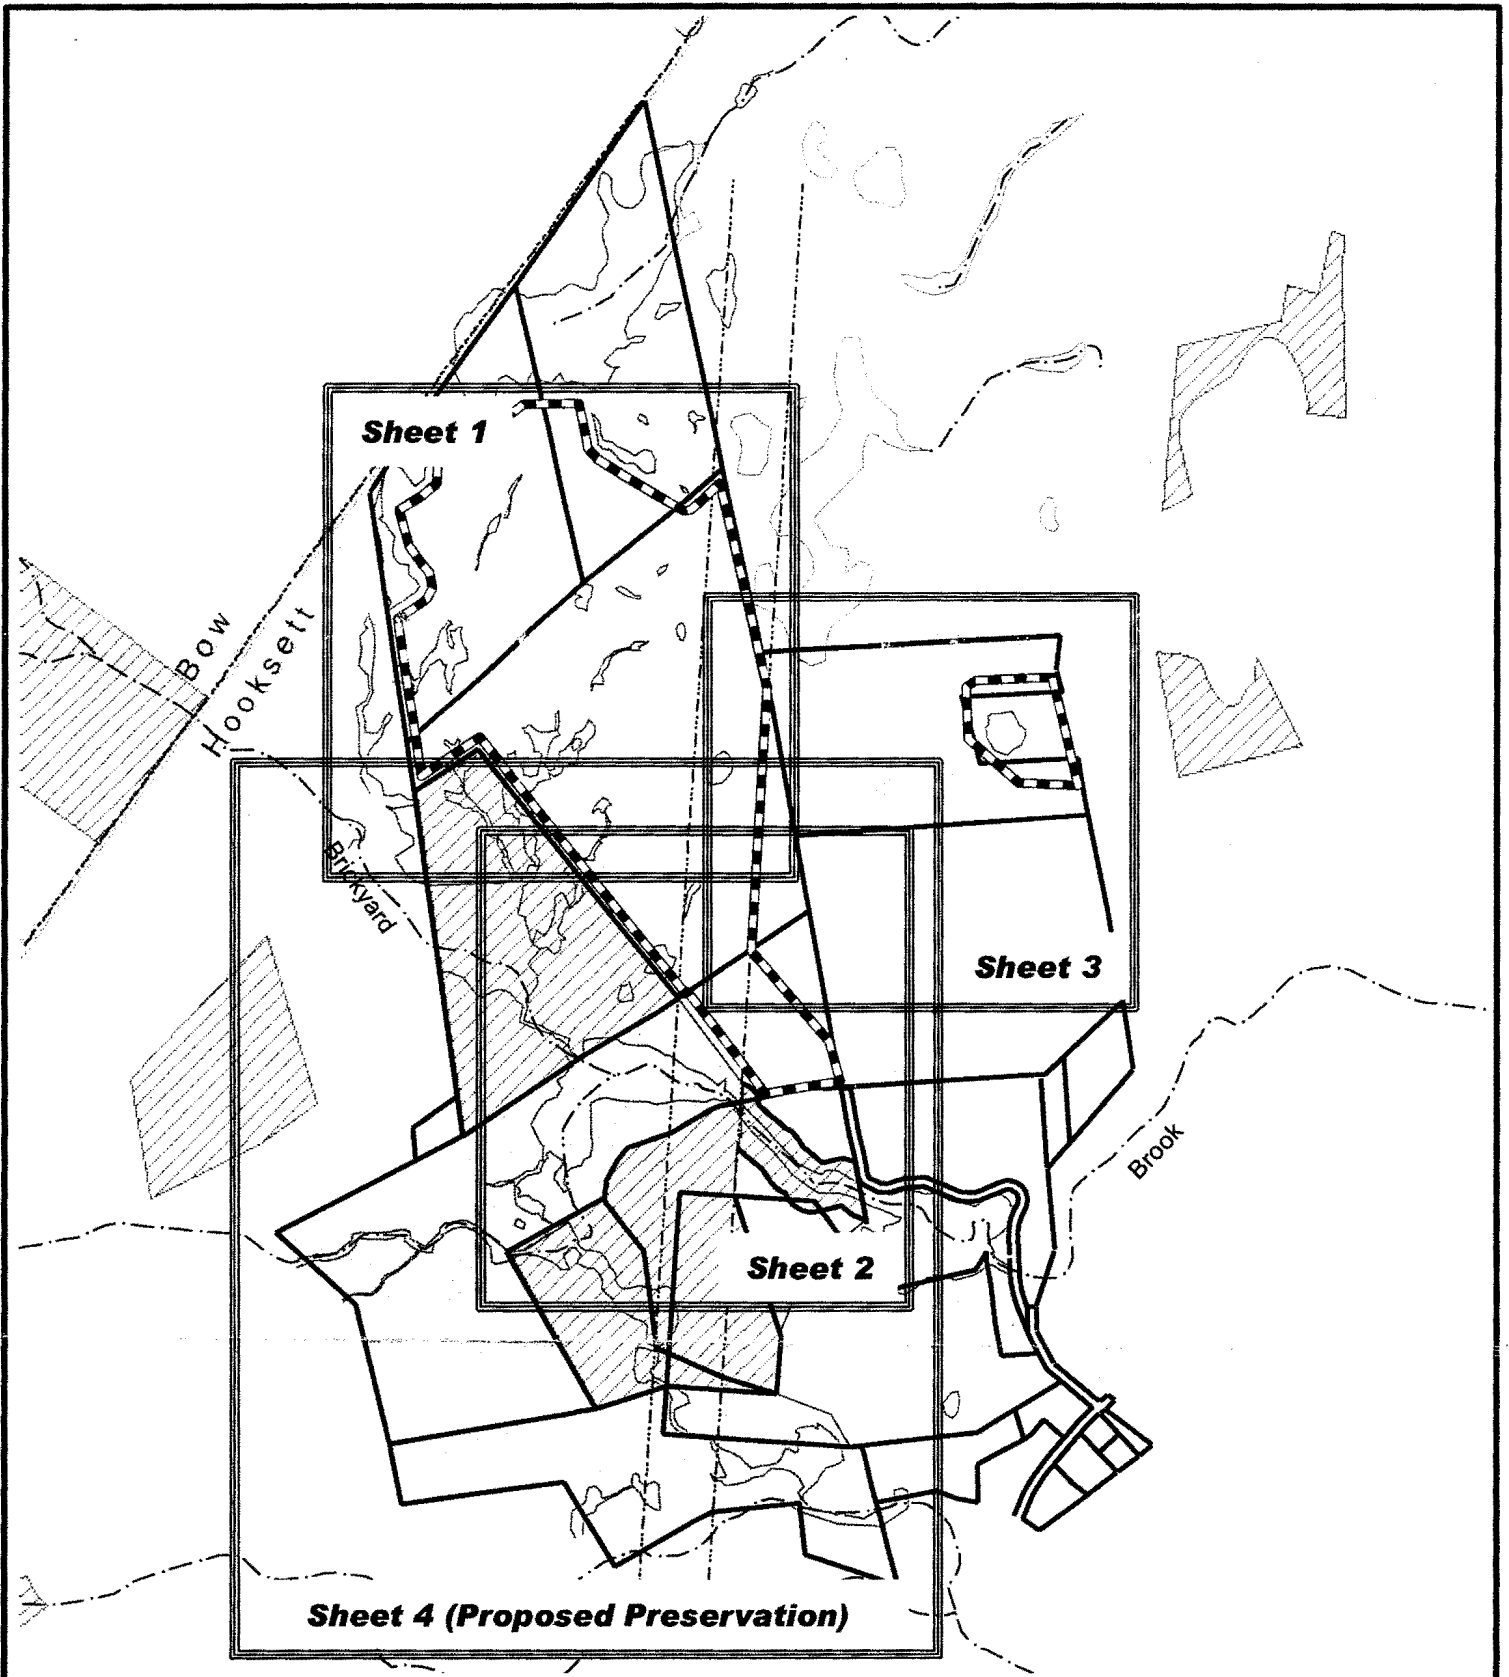 Sheet 1
Bow
Hooksett
Brickyard
Sheet 3
Brook
Sheet 2
Sheet 4 (Proposed Preservation)